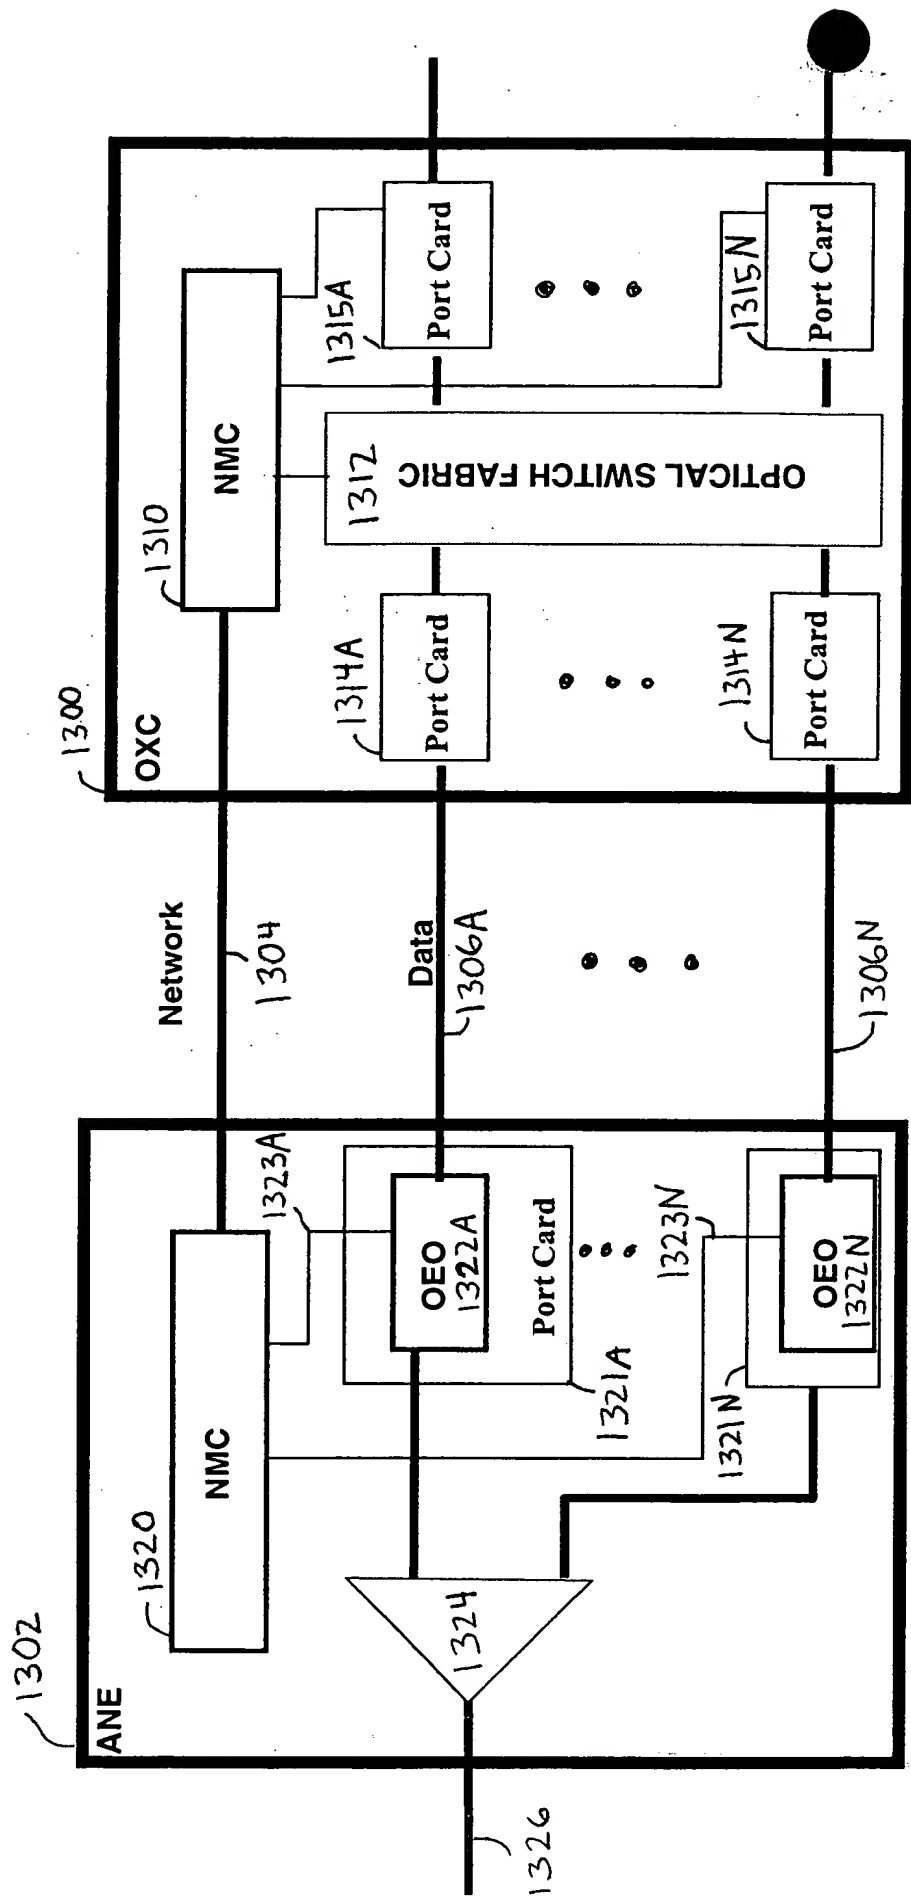 1302
ANE
1320
NMC
1323A
OEO
1322A
Port Card
1321A
1323N
OEO
1322N
1321N
1324
1326
Network
1304
Data
1306A
1306N
1300
OXC
1310
NMC
1312
OPTICAL SWITCH FABRIC
1314A
Port Card
1314N
Port Card
1315A
Port Card
1315N
Port Card